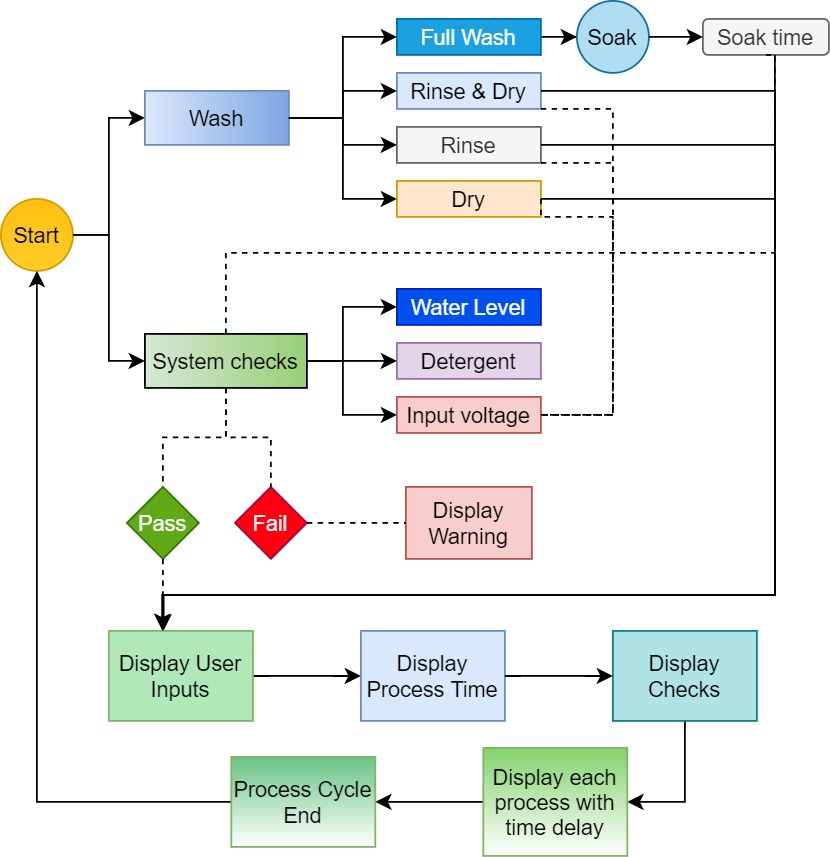 Full Wash
Soak
Soak time
Rinse & Dry
Wash
Rinse
Dry
Start
Water Level
System checks
Detergent
Input voltage
Pass
Fail
Display
Warning
Display User
Inputs
Display
Process Time
Display
Checks
Process Cycle
End
Display each
process with
time delay